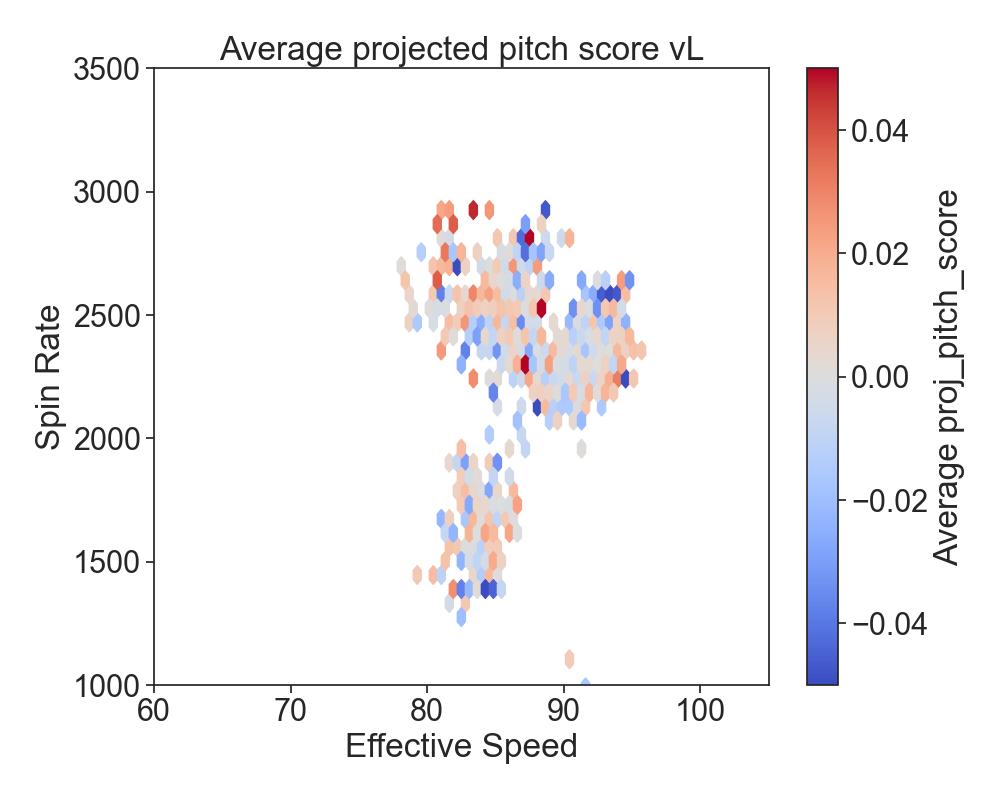 Average projected pitch score vL
3500
3000
2500
2000
1500
1000
Spin Rate
60 70 80 90 100
Effective Speed
0.04
0.02
0.00
−0.02
−0.04
Average proj_pitch_score